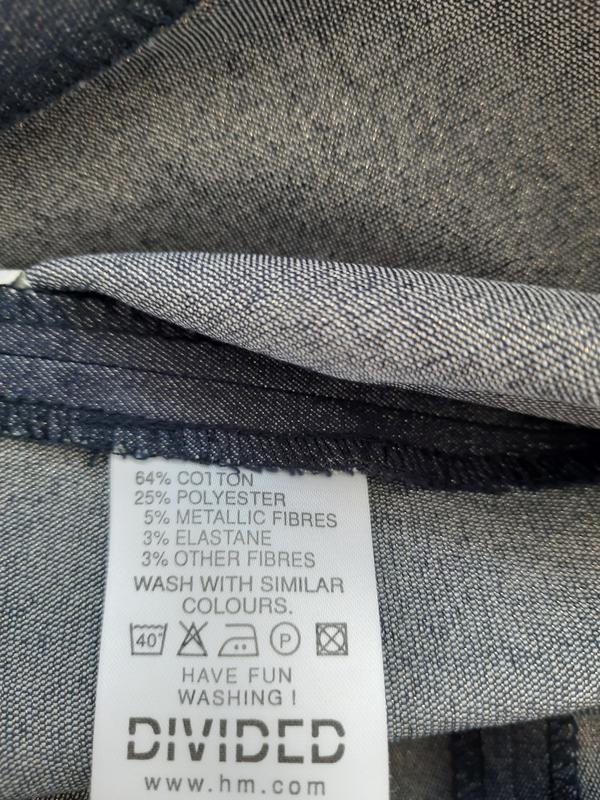 64% COTTON
25% POLYESTER
5% METALLIC FIBRES
3% ELASTANE
3% OTHER FIBRES
WASH WITH SIMILAR
COLOURS.
40° P
HAVE FUN
WASHING !
DIVIDED
www.hm.com